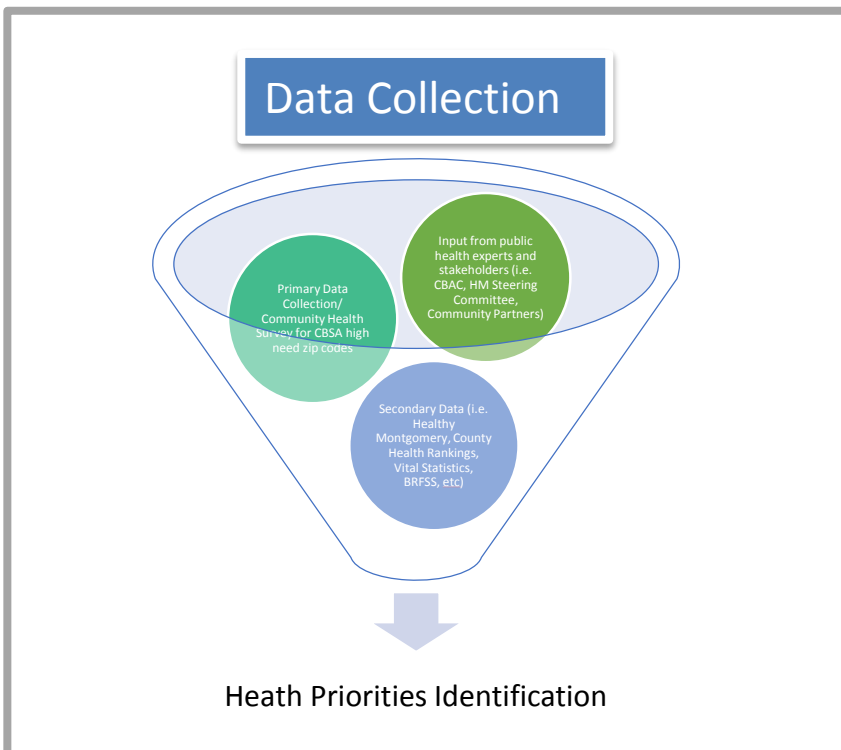 Data Collection
Input from public
health experts and
stakeholders (i.e.
CBAC, HM Steering
Committee,
Community Partners)
Primary Data
Collection/
Community Health
Survey for CBSA high
need zip codes
Secondary Data (i.e.
Healthy
Montgomery, County
Health Rankings,
Vital Statistics,
BRFSS, etc)
Heath Priorities Identification